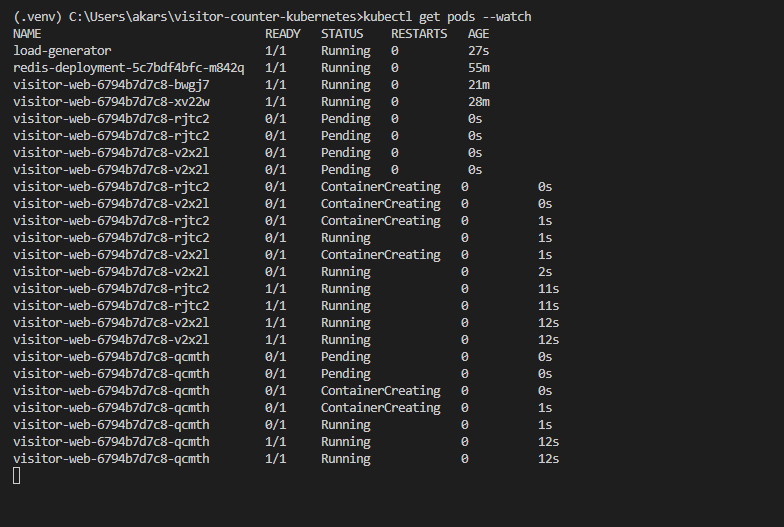 (.venv) C:\Users\akars\visitor-counter-kubernetes>kubectl get pods --watch
NAME READY STATUS RESTARTS AGE
load-generator 1/1 Running 0 27s
redis-deployment-5c7bdf4bfc-m842q 1/1 Running 0 55m
visitor-web-6794b7d7c8-bwgj7 1/1 Running 0 21m
visitor-web-6794b7d7c8-xv22w 1/1 Running 0 28m
visitor-web-6794b7d7c8-rjtc2 0/1 Pending 0 0s
visitor-web-6794b7d7c8-rjtc2 0/1 Pending 0 0s
visitor-web-6794b7d7c8-v2x2l 0/1 Pending 0 0s
visitor-web-6794b7d7c8-v2x2l 0/1 Pending 0 0s
visitor-web-6794b7d7c8-rjtc2 0/1 ContainerCreating 0 0s
visitor-web-6794b7d7c8-v2x2l 0/1 ContainerCreating 0 0s
visitor-web-6794b7d7c8-rjtc2 0/1 ContainerCreating 0 1s
visitor-web-6794b7d7c8-rjtc2 0/1 Running 0 1s
visitor-web-6794b7d7c8-v2x2l 0/1 ContainerCreating 0 1s
visitor-web-6794b7d7c8-v2x2l 0/1 Running 0 2s
visitor-web-6794b7d7c8-rjtc2 1/1 Running 0 11s
visitor-web-6794b7d7c8-rjtc2 1/1 Running 0 11s
visitor-web-6794b7d7c8-v2x2l 1/1 Running 0 12s
visitor-web-6794b7d7c8-v2x2l 1/1 Running 0 12s
visitor-web-6794b7d7c8-qcmth 0/1 Pending 0 0s
visitor-web-6794b7d7c8-qcmth 0/1 Pending 0 0s
visitor-web-6794b7d7c8-qcmth 0/1 ContainerCreating 0 0s
visitor-web-6794b7d7c8-qcmth 0/1 ContainerCreating 0 1s
visitor-web-6794b7d7c8-qcmth 0/1 Running 0 1s
visitor-web-6794b7d7c8-qcmth 1/1 Running 0 12s
visitor-web-6794b7d7c8-qcmth 1/1 Running 0 12s